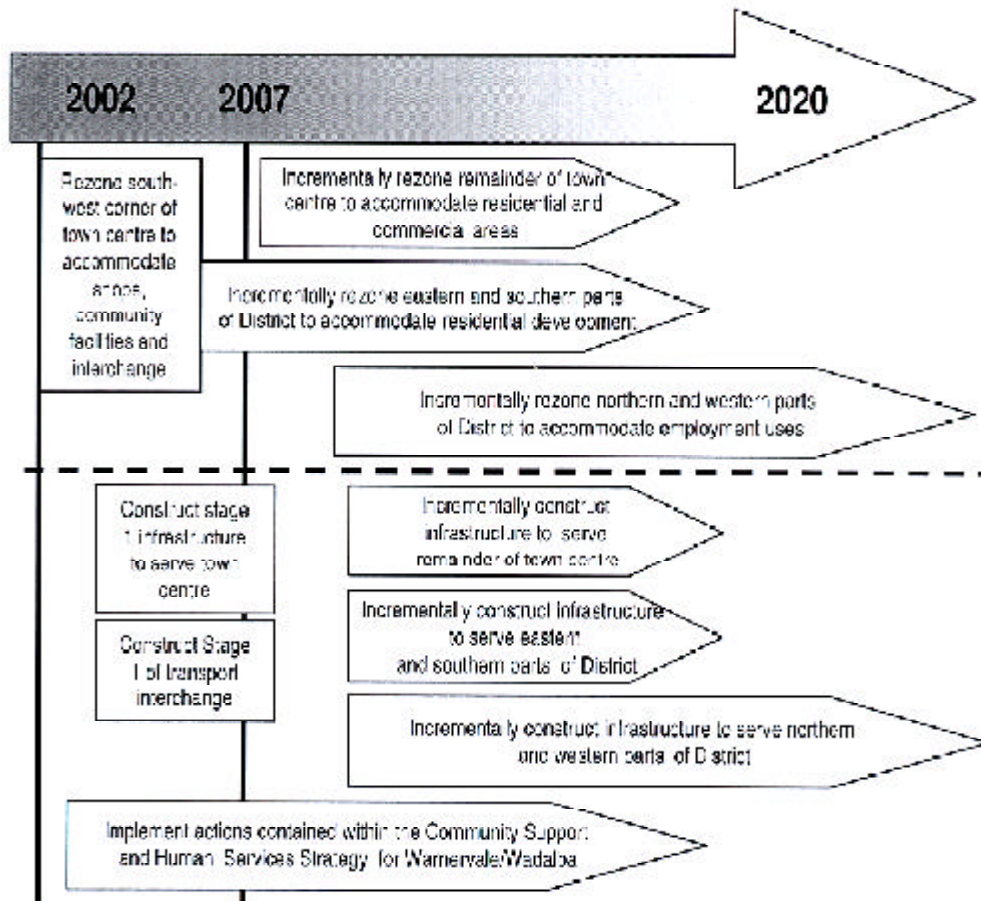 2002
2007
2020
Rezone south-
west corner of
town centre to
accommodate
shops,
community
facilities and
interchange
Incrementally rezone remainder of town
centre to accommodate residential and
commercial areas
Incrementally rezone eastern and southern parts
of District to accommodate residential development
Incrementally rezone northern and western parts
of District to accommodate employment uses
Construct stage
1 infrastructure
to serve town
centre
Incrementally construct
infrastructure to serve
remainder of town centre
Construct Stage
1 of transport
interchange
Incrementally construct infrastructure
to serve eastern
and southern parts of District
Incrementally construct infrastructure to serve northern
and western parts of District
Implement actions contained within the Community Support
and Human Services Strategy for Warnervale/Wadalba